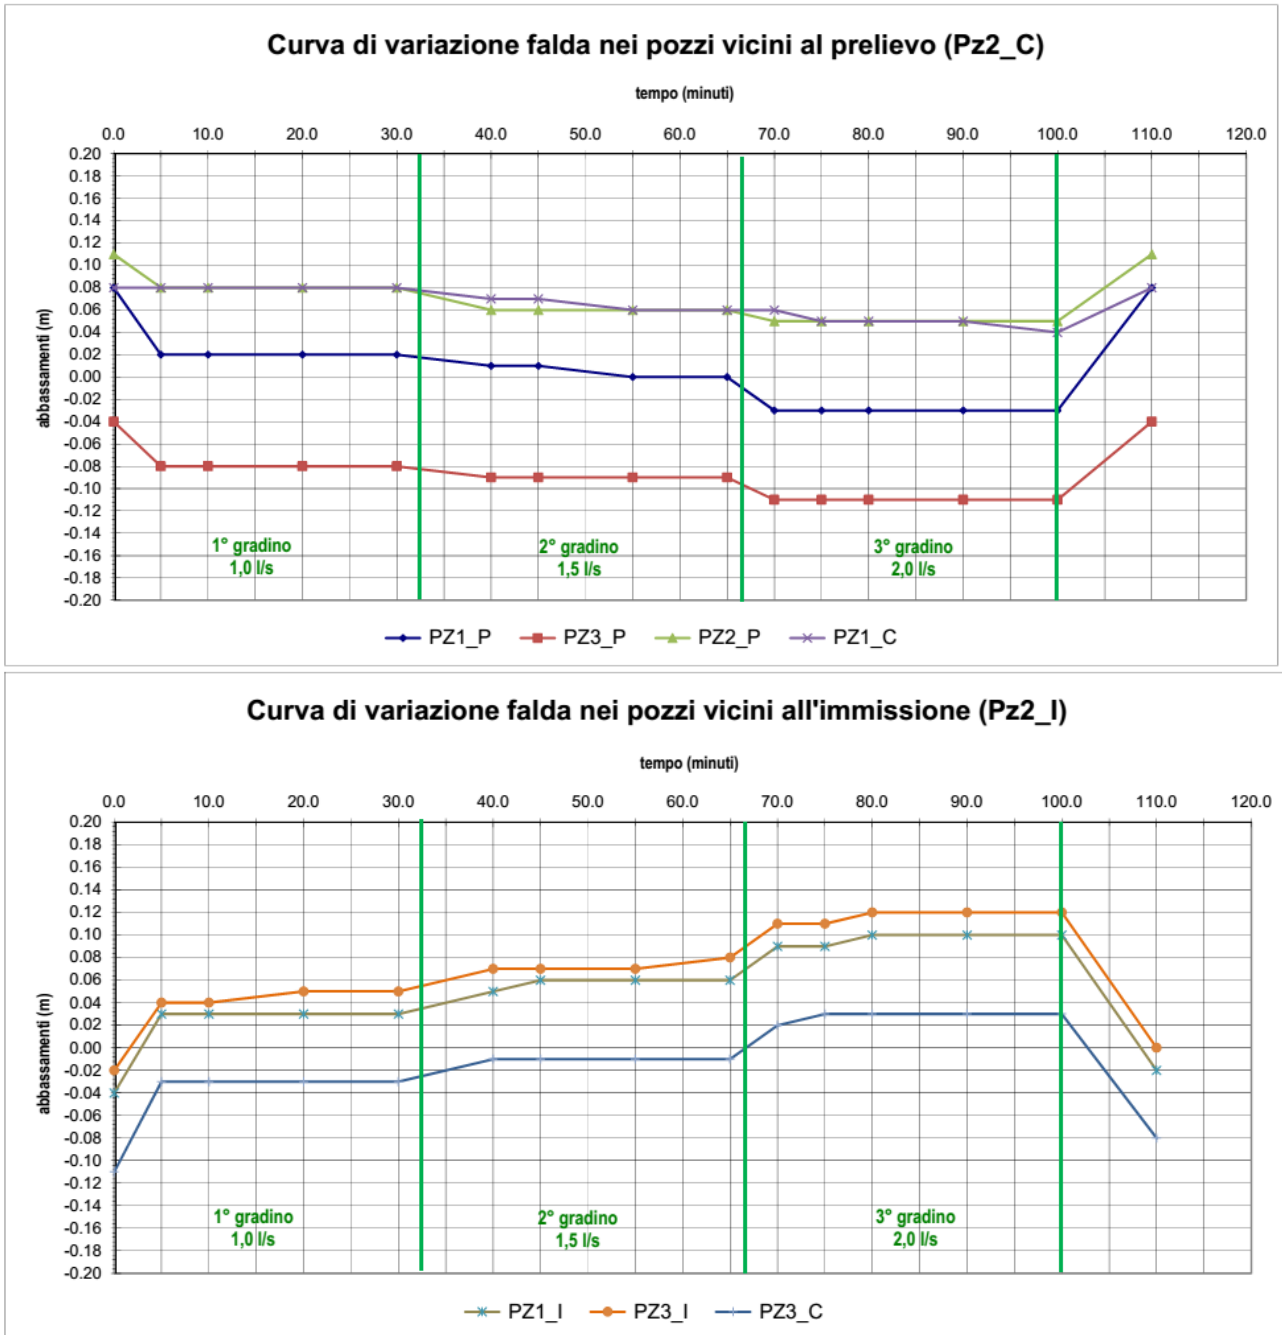 Curva di variazione falda nei pozzi vicini al prelievo (Pz2_C)
tempo (minuti)
0.0 10.0 20.0 30.0 40.0 50.0 60.0 70.0 80.0 90.0 100.0 110.0 120.0
0.20
0.18
0.16
0.14
0.12
0.10
0.08
0.06
0.04
0.02
0.00
-0.02
-0.04
-0.06
-0.08
-0.10
-0.12
-0.14
-0.16
-0.18
-0.20
abbassamenti (m)
1° gradino
1,0 l/s
2° gradino
1,5 l/s
3° gradino
2,0 l/s
PZ1_P PZ3_P PZ2_P PZ1_C
Curva di variazione falda nei pozzi vicini all'immissione (Pz2_I)
tempo (minuti)
0.0 10.0 20.0 30.0 40.0 50.0 60.0 70.0 80.0 90.0 100.0 110.0 120.0
0.20
0.18
0.16
0.14
0.12
0.10
0.08
0.06
0.04
0.02
0.00
-0.02
-0.04
-0.06
-0.08
-0.10
-0.12
-0.14
-0.16
-0.18
-0.20
abbassamenti (m)
1° gradino
1,0 l/s
2° gradino
1,5 l/s
3° gradino
2,0 l/s
PZ1_I PZ3_I PZ3_C